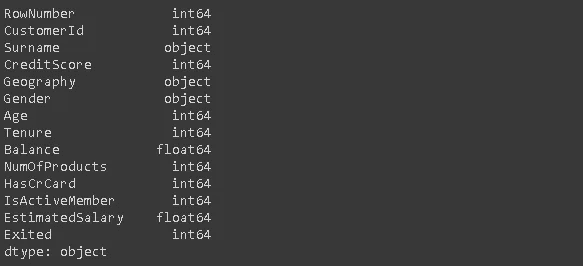 RowNumber int64
CustomerId int64
Surname object
CreditScore int64
Geography object
Gender object
Age int64
Tenure int64
Balance float64
NumOfProducts int64
HasCrCard int64
IsActiveMember int64
EstimatedSalary float64
Exited int64
dtype: object